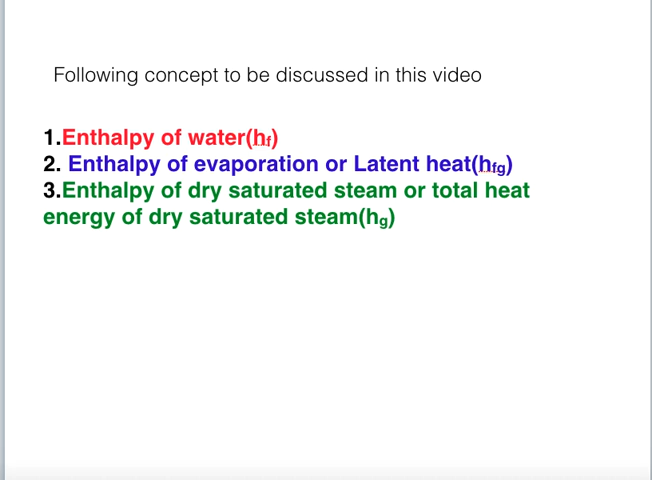 Following concept to be discussed in this video
1.Enthalpy of water(hf)
2. Enthalpy of evaporation or Latent heat(hfg)
3.Enthalpy of dry saturated steam or total heat
energy of dry saturated steam(hg)